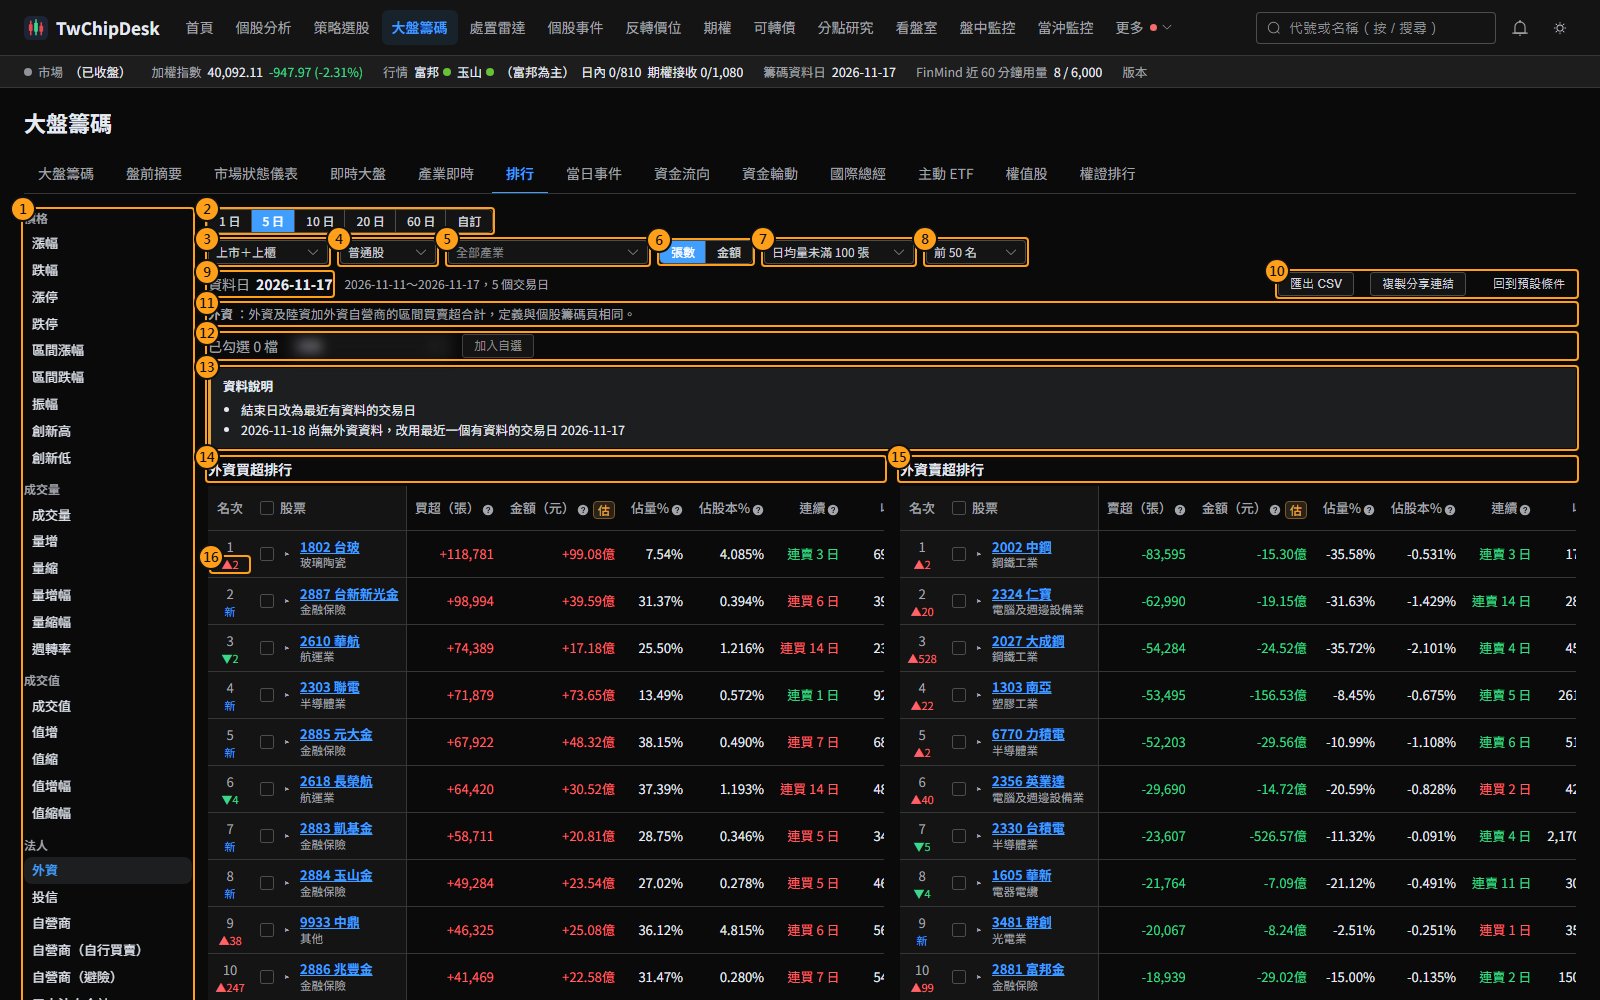 TwChipDesk 首頁 個股分析 策略選股 大盤籌碼 處置雷達 個股事件 反轉價位 期權 可轉債 分點研究 看盤室 盤中監控 當沖監控 更多 代號或名稱（按 / 搜尋）
市場 （已收盤） 加權指數 40,092.11 -947.97 (-2.31%) 行情 富邦 玉山 （富邦為主） 日內 0/810 期權接收 0/1,080 籌碼資料日 2026-11-17 FinMind 近 60 分鐘用量 8 / 6,000 版本
大盤籌碼
大盤籌碼 盤前摘要 市場狀態儀表 即時大盤 產業即時 排行 當日事件 資金流向 資金輪動 國際總經 主動 ETF 權值股 權證排行
1 價格
漲幅
跌幅
漲停
跌停
區間漲幅
區間跌幅
振幅
創新高
創新低
成交量
成交量
量增
量縮
量增幅
量縮幅
週轉率
成交值
成交值
值增
值縮
值增幅
值縮幅
法人
外資
投信
自營商
自營商（自行買賣）
自營商（避險）
2 1 日 5 日 10 日 20 日 60 日 自訂
3 上市＋上櫃 4 普通股 5 全部產業 6 張數 金額 7 日均量未滿 100 張 8 前 50 名
9 資料日 2026-11-17 2026-11-11～2026-11-17，5 個交易日 10 匯出 CSV 複製分享連結 回到預設條件
11 外資 ：外資及陸資加外資自營商的區間買賣超合計，定義與個股籌碼頁相同。
12 已勾選 0 檔 加入自選
13
資料說明
• 結束日改為最近有資料的交易日
• 2026-11-18 尚無外資資料，改用最近一個有資料的交易日 2026-11-17
14 外資買超排行
名次 股票 買超（張） ? 金額（元） ? 估 佔量% ? 佔股本% ? 連續 ?
1 1802 台玻 +118,781 +99.08億 7.54% 4.085% 連賣 3 日 69
16 ▲2 玻璃陶瓷
2 2887 台新新光金 +98,994 +39.59億 31.37% 0.394% 連買 6 日 39
新 金融保險
3 2610 華航 +74,389 +17.18億 25.50% 1.216% 連買 14 日 23
▼2 航運業
4 2303 聯電 +71,879 +73.65億 13.49% 0.572% 連賣 1 日 92
新 半導體業
5 2885 元大金 +67,922 +48.32億 38.15% 0.490% 連買 7 日 68
新 金融保險
6 2618 長榮航 +64,420 +30.52億 37.39% 1.193% 連買 14 日 48
▼4 航運業
7 2883 凱基金 +58,711 +20.81億 28.75% 0.346% 連買 5 日 34
新 金融保險
8 2884 玉山金 +49,284 +23.54億 27.02% 0.278% 連買 5 日 46
新 金融保險
9 9933 中鼎 +46,325 +25.08億 36.12% 4.815% 連買 6 日 56
▲38 其他
10 2886 兆豐金 +41,469 +22.58億 31.47% 0.280% 連買 7 日 54
▲247 金融保險
15 外資賣超排行
名次 股票 賣超（張） ? 金額（元） ? 估 佔量% ? 佔股本% ? 連續 ?
1 2002 中鋼 -83,595 -15.30億 -35.58% -0.531% 連賣 3 日 17
▲2 鋼鐵工業
2 2324 仁寶 -62,990 -19.15億 -31.63% -1.429% 連賣 14 日 28
▲20 電腦及週邊設備業
3 2027 大成鋼 -54,284 -24.52億 -35.72% -2.101% 連賣 4 日 45
▲528 鋼鐵工業
4 1303 南亞 -53,495 -156.53億 -8.45% -0.675% 連賣 5 日 261
▲22 塑膠工業
5 6770 力積電 -52,203 -29.56億 -10.99% -1.108% 連賣 6 日 51
▲2 半導體業
6 2356 英業達 -29,690 -14.72億 -20.59% -0.828% 連買 2 日 42
▲40 電腦及週邊設備業
7 2330 台積電 -23,607 -526.57億 -11.32% -0.091% 連賣 4 日 2,170
▼5 半導體業
8 1605 華新 -21,764 -7.09億 -21.12% -0.491% 連賣 11 日 30
▼4 電器電纜
9 3481 群創 -20,067 -8.24億 -2.51% -0.251% 連買 1 日 35
新 光電業
10 2881 富邦金 -18,939 -29.02億 -15.00% -0.135% 連賣 2 日 150
▲99 金融保險